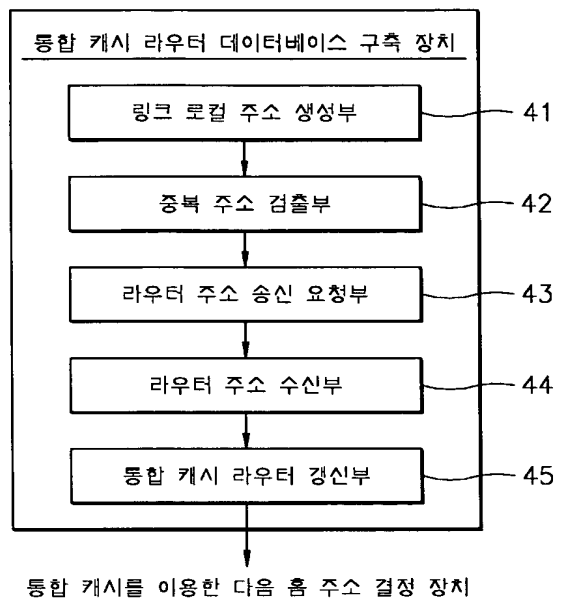 통합 캐시 라우터 데이터베이스 구축 장치
링크 로컬 주소 생성부 41
중복 주소 검출부 42
라우터 주소 송신 요청부 43
라우터 주소 수신부 44
통합 캐시 라우터 갱신부 45
통합 캐시를 이용한 다음 홉 주소 결정 장치